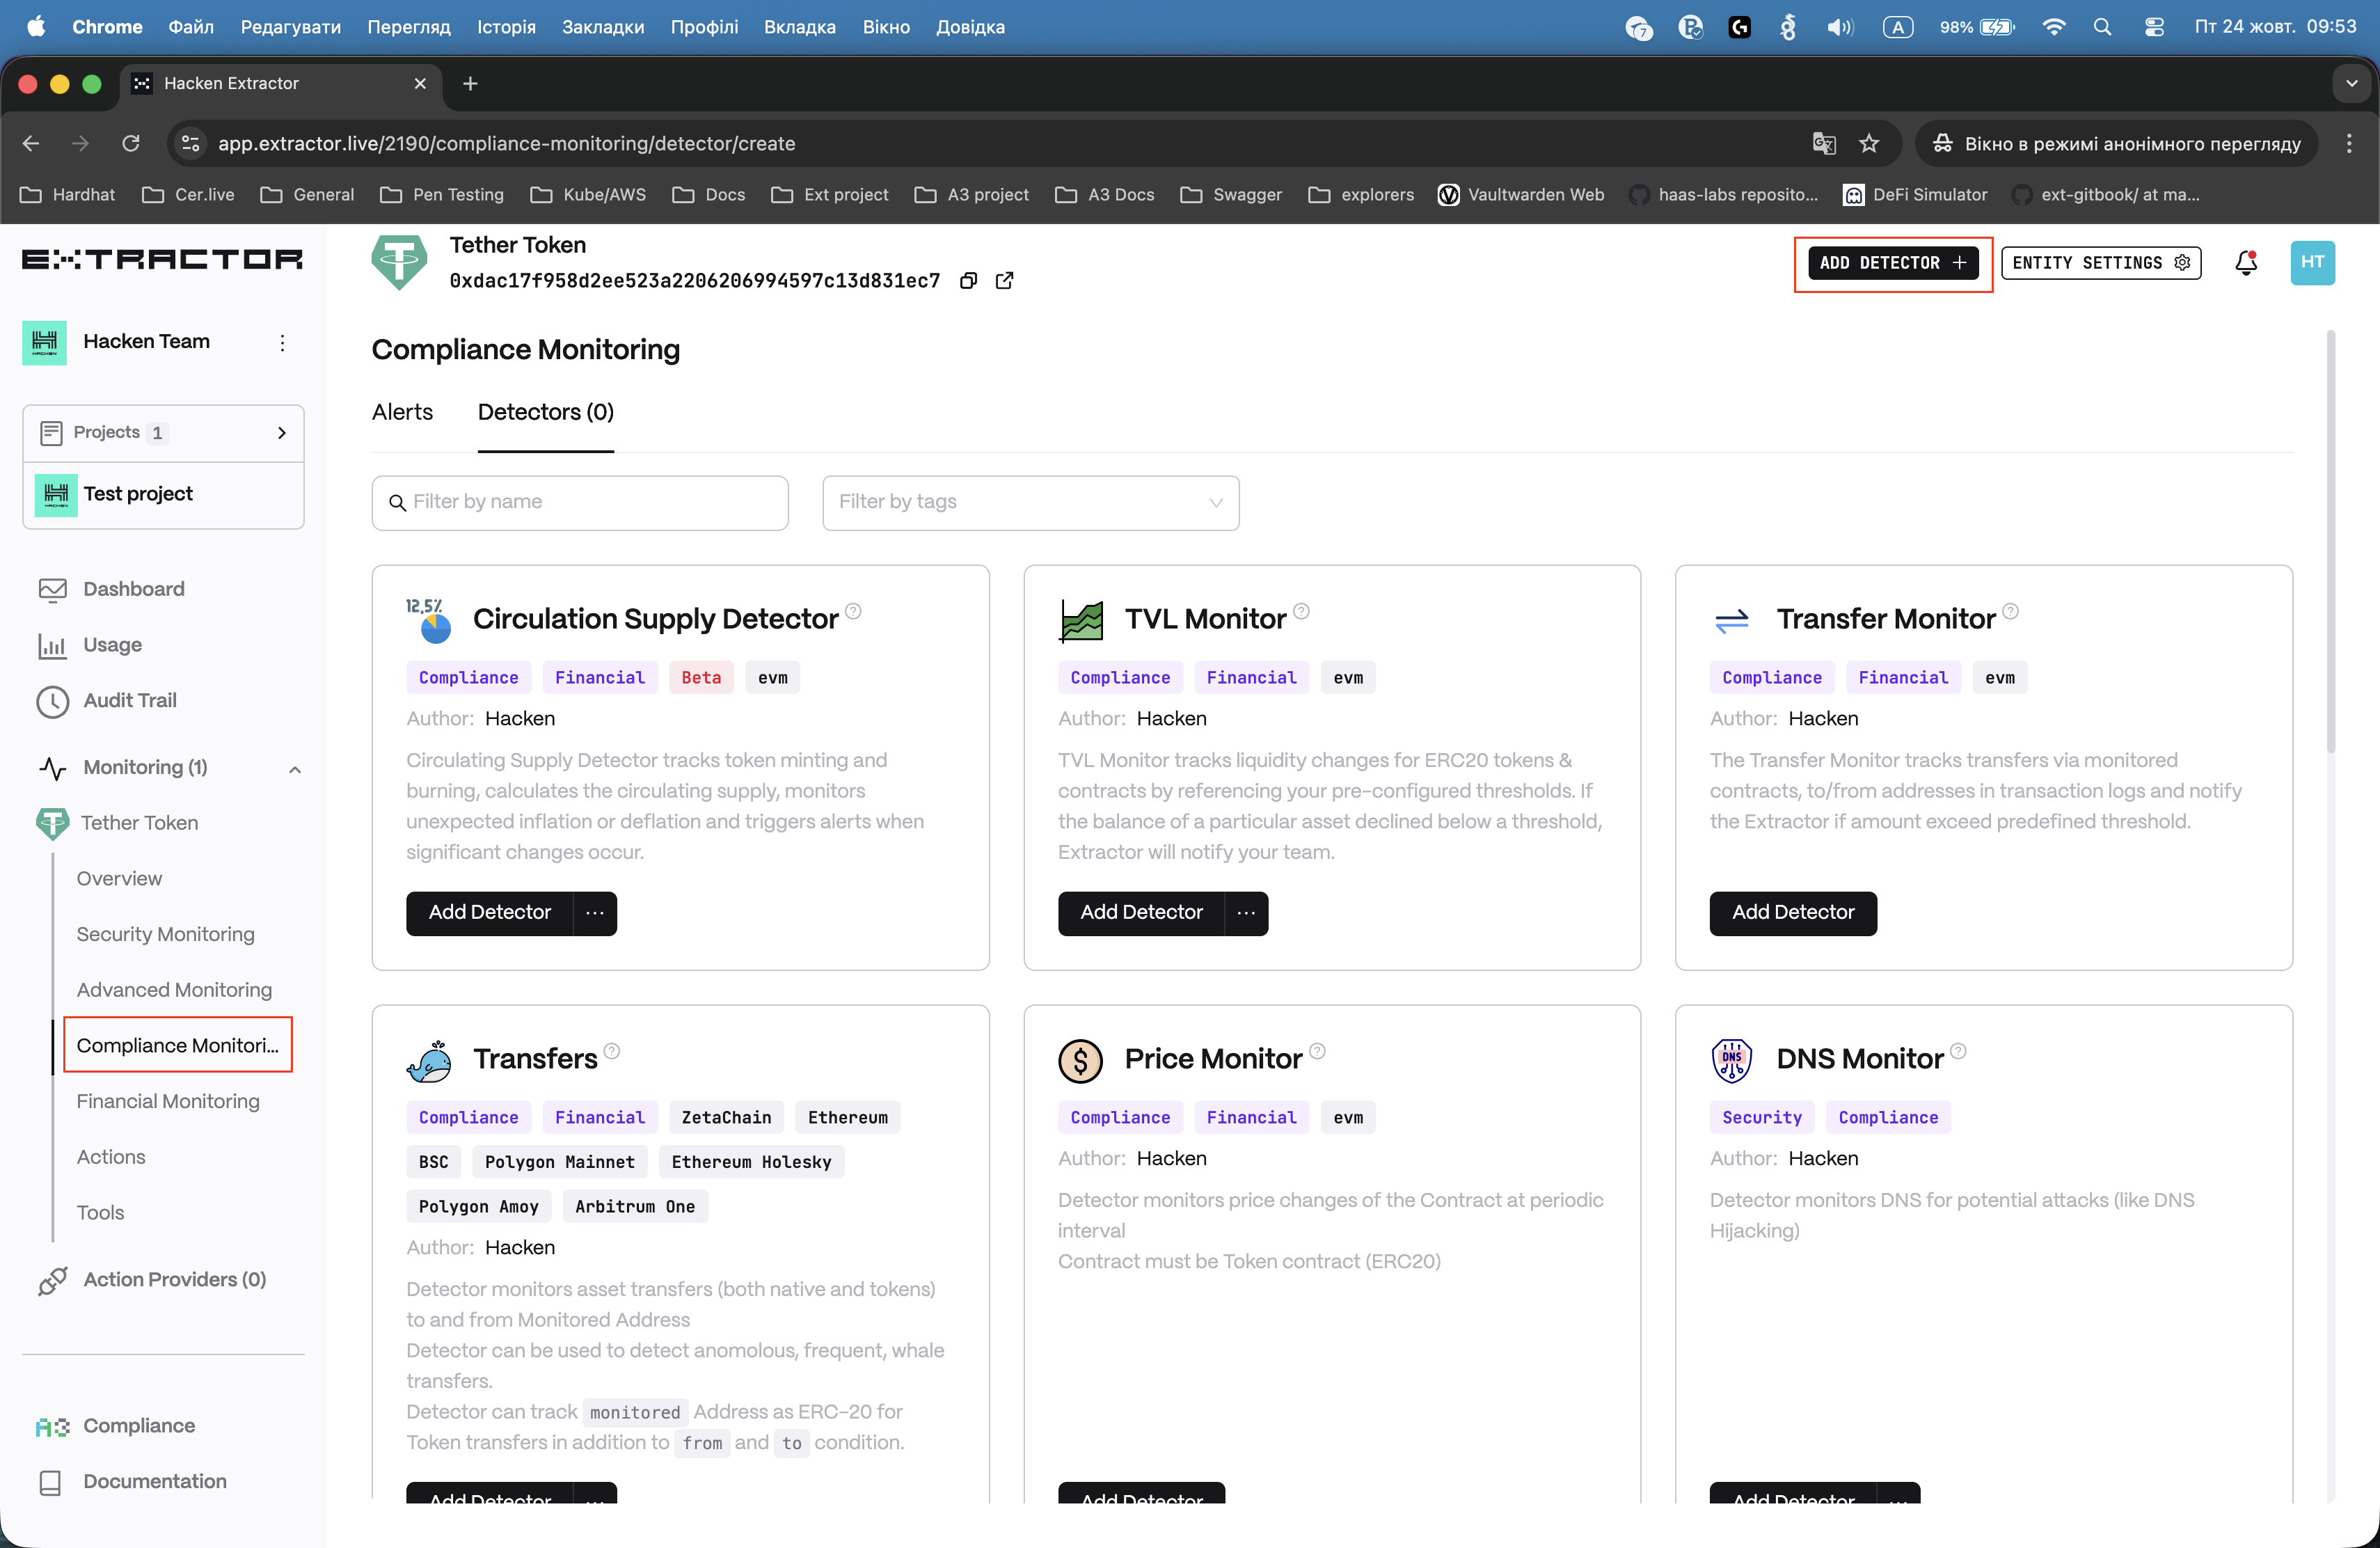 Chrome Файл Редагувати Перегляд Історія Закладки Профілі Вкладка Вікно Довідка 7 A 98% Пт 24 жовт. 09:53
Hacken Extractor
app.extractor.live/2190/compliance-monitoring/detector/create Вікно в режимі анонімного перегляду
Hardhat Cer.live General Pen Testing Kube/AWS Docs Ext project A3 project A3 Docs Swagger explorers Vaultwarden Web haas-labs reposito... DeFi Simulator ext-gitbook/ at ma...
EXTRACTOR
Hacken Team
Projects 1
Test project
Dashboard
Usage
Audit Trail
Monitoring (1)
Tether Token
Overview
Security Monitoring
Advanced Monitoring
Compliance Monitori...
Financial Monitoring
Actions
Tools
Action Providers (0)
Compliance
Documentation
Tether Token
0xdac17f958d2ee523a2206206994597c13d831ec7
ADD DETECTOR +
ENTITY SETTINGS
HT
Compliance Monitoring
Alerts Detectors (0)
Filter by name Filter by tags
12.5%
Circulation Supply Detector
Compliance Financial Beta evm
Author: Hacken
Circulating Supply Detector tracks token minting and
burning, calculates the circulating supply, monitors
unexpected inflation or deflation and triggers alerts when
significant changes occur.
Add Detector ...
TVL Monitor
Compliance Financial evm
Author: Hacken
TVL Monitor tracks liquidity changes for ERC20 tokens &
contracts by referencing your pre-configured thresholds. If
the balance of a particular asset declined below a threshold,
Extractor will notify your team.
Add Detector ...
Transfer Monitor
Compliance Financial evm
Author: Hacken
The Transfer Monitor tracks transfers via monitored
contracts, to/from addresses in transaction logs and notify
the Extractor if amount exceed predefined threshold.
Add Detector
Transfers
Compliance Financial ZetaChain Ethereum
BSC Polygon Mainnet Ethereum Holesky
Polygon Amoy Arbitrum One
Author: Hacken
Detector monitors asset transfers (both native and tokens)
to and from Monitored Address
Detector can be used to detect anomolous, frequent, whale
transfers.
Detector can track monitored Address as ERC-20 for
Token transfers in addition to from and to condition.
Add Detector ...
Price Monitor
Compliance Financial evm
Author: Hacken
Detector monitors price changes of the Contract at periodic
interval
Contract must be Token contract (ERC20)
Add Detector
DNS
DNS Monitor
Security Compliance
Author: Hacken
Detector monitors DNS for potential attacks (like DNS
Hijacking)
Add Detector ...